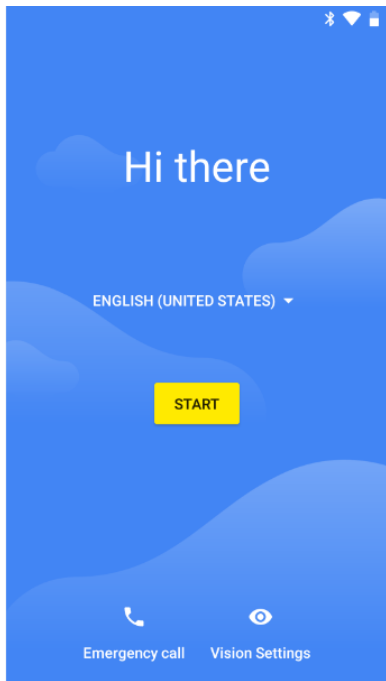 Hi there
ENGLISH (UNITED STATES)
START
Emergency call Vision Settings